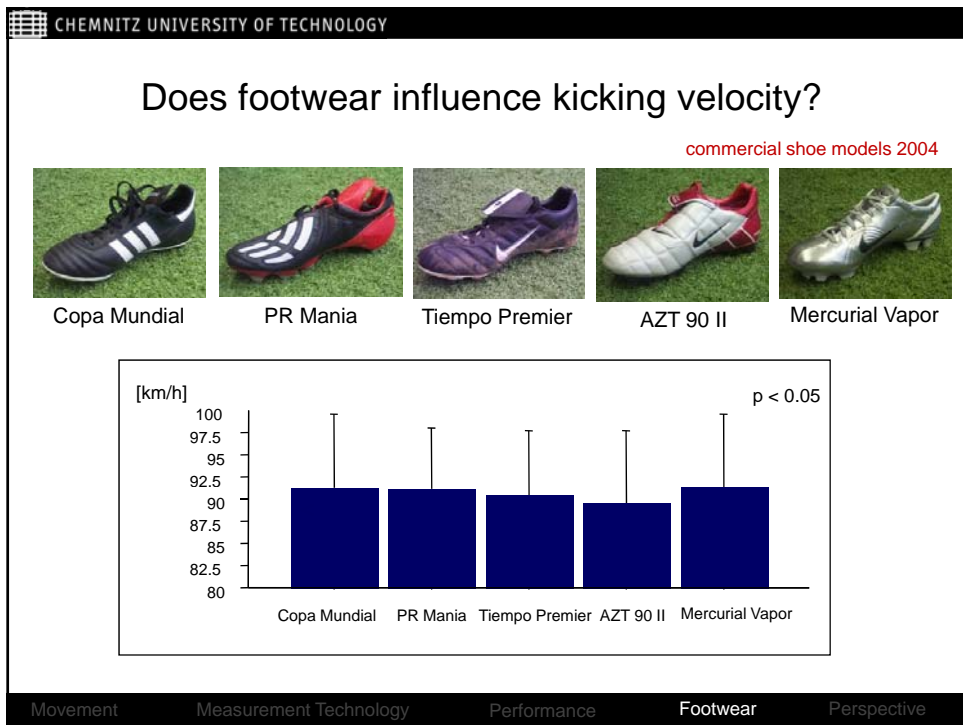 CHEMNITZ UNIVERSITY OF TECHNOLOGY
Does footwear influence kicking velocity?
commercial shoe models 2004
Copa Mundial PR Mania Tiempo Premier AZT 90 II Mercurial Vapor
[km/h] p < 0.05
100
97.5
95
92.5
90
87.5
85
82.5
80
Copa Mundial PR Mania Tiempo Premier AZT 90 II Mercurial Vapor
Movement Measurement Technology Performance Footwear Perspective